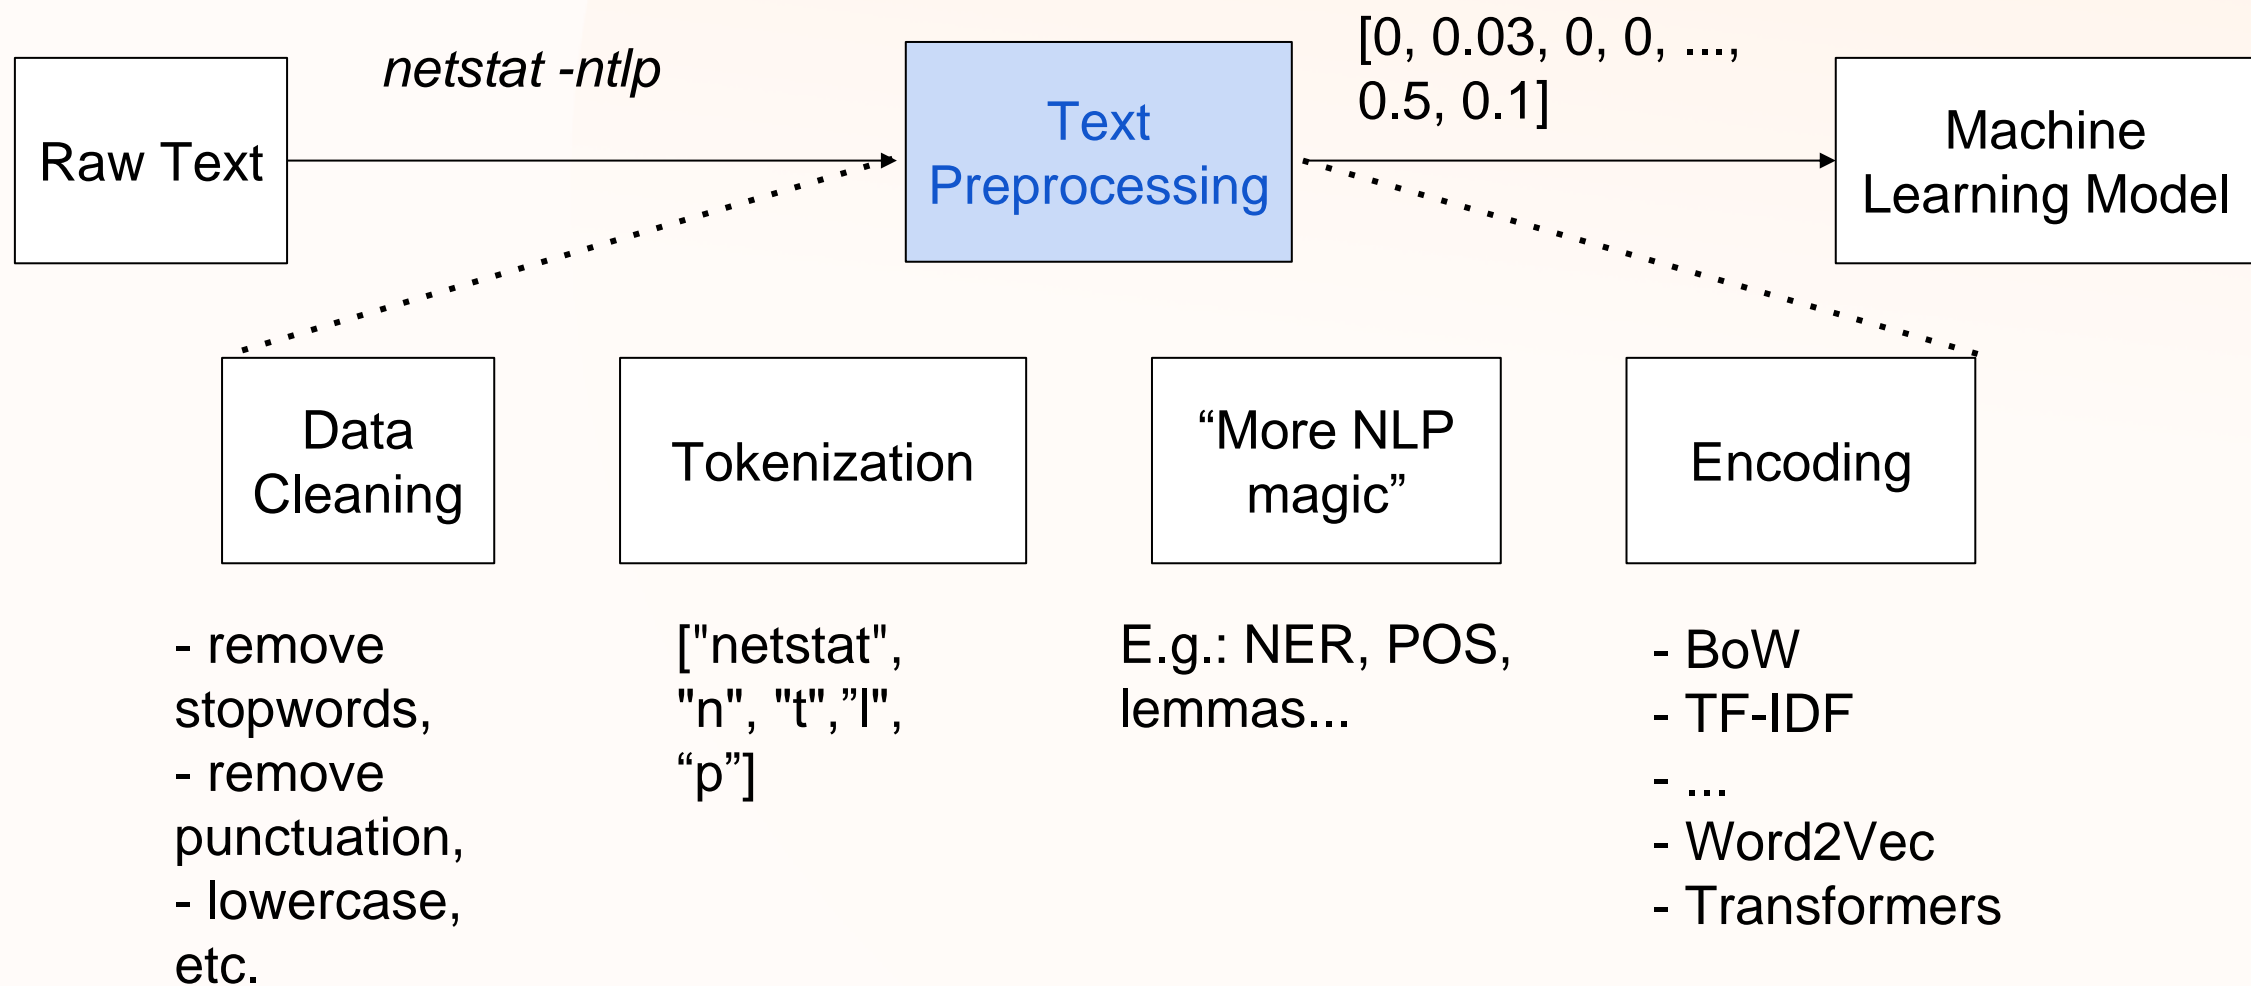 Raw Text
netstat -ntlp
Text
Preprocessing
[0, 0.03, 0, 0, ...,
0.5, 0.1]
Machine
Learning Model
Data
Cleaning
Tokenization
“More NLP
magic”
Encoding
- remove
stopwords,
- remove
punctuation,
- lowercase,
etc.
["netstat",
"n", "t",”l",
“p”]
E.g.: NER, POS,
lemmas...
- BoW
- TF-IDF
- ...
- Word2Vec
- Transformers